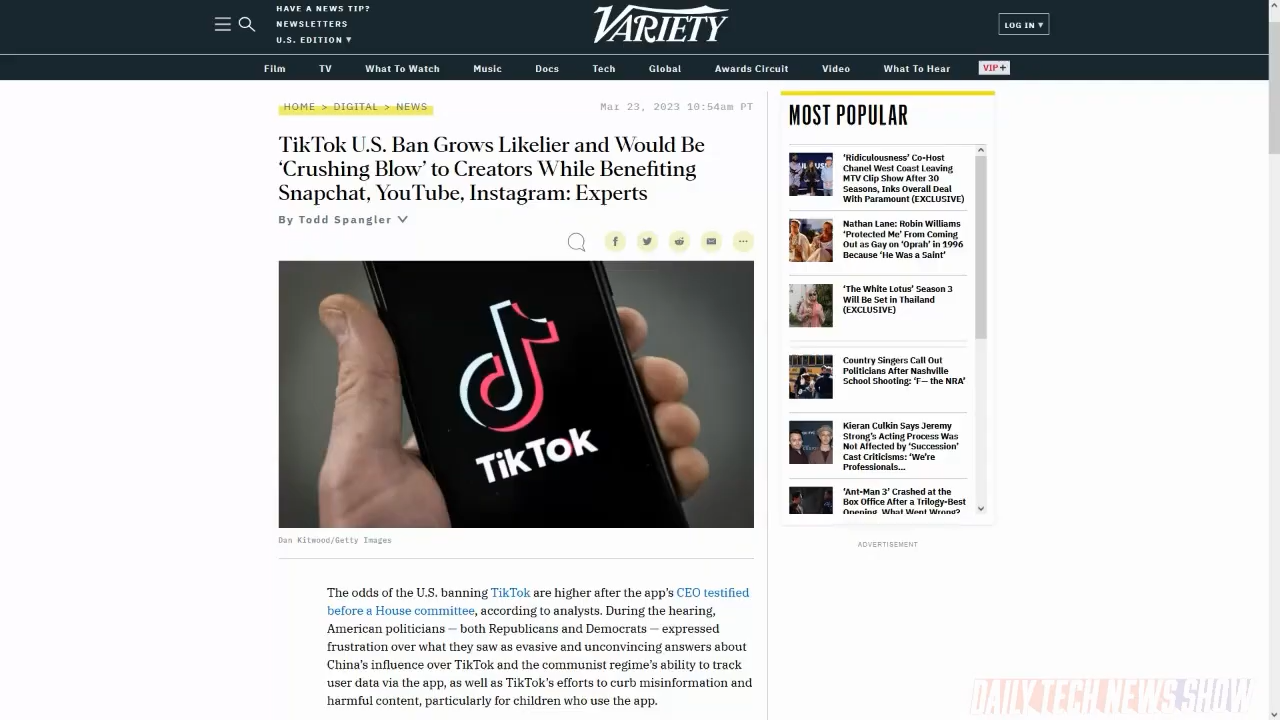 HAVE A NEWS TIP?
NEWSLETTERS
U.S. EDITION ▼
VARIETY
LOG IN ▼
Film TV What To Watch Music Docs Tech Global Awards Circuit Video What To Hear VIP+
HOME > DIGITAL > NEWS
Mar 23, 2023 10:54am PT
TikTok U.S. Ban Grows Likelier and Would Be
‘Crushing Blow’ to Creators While Benefiting
Snapchat, YouTube, Instagram: Experts
By Todd Spangler
TikTok
Dan Kitwood/Getty Images
The odds of the U.S. banning TikTok are higher after the app’s CEO testified
before a House committee, according to analysts. During the hearing,
American politicians — both Republicans and Democrats — expressed
frustration over what they saw as evasive and unconvincing answers about
China’s influence over TikTok and the communist regime’s ability to track
user data via the app, as well as TikTok’s efforts to curb misinformation and
harmful content, particularly for children who use the app.
MOST POPULAR
‘Ridiculousness’ Co-Host
Chanel West Coast Leaving
MTV Clip Show After 30
Seasons, Inks Overall Deal
With Paramount (EXCLUSIVE)
Nathan Lane: Robin Williams
‘Protected Me’ From Coming
Out as Gay on ‘Oprah’ in 1996
Because ‘He Was a Saint’
‘The White Lotus’ Season 3
Will Be Set in Thailand
(EXCLUSIVE)
Country Singers Call Out
Politicians After Nashville
School Shooting: ‘F— the NRA’
Kieran Culkin Says Jeremy
Strong’s Acting Process Was
Not Affected by ‘Succession’
Cast Criticisms: ‘We’re
Professionals...
‘Ant-Man 3’ Crashed at the
Box Office After a Trilogy-Best
Opening. What Went Wrong?
ADVERTISEMENT
DAILY TECH NEWS SHOW